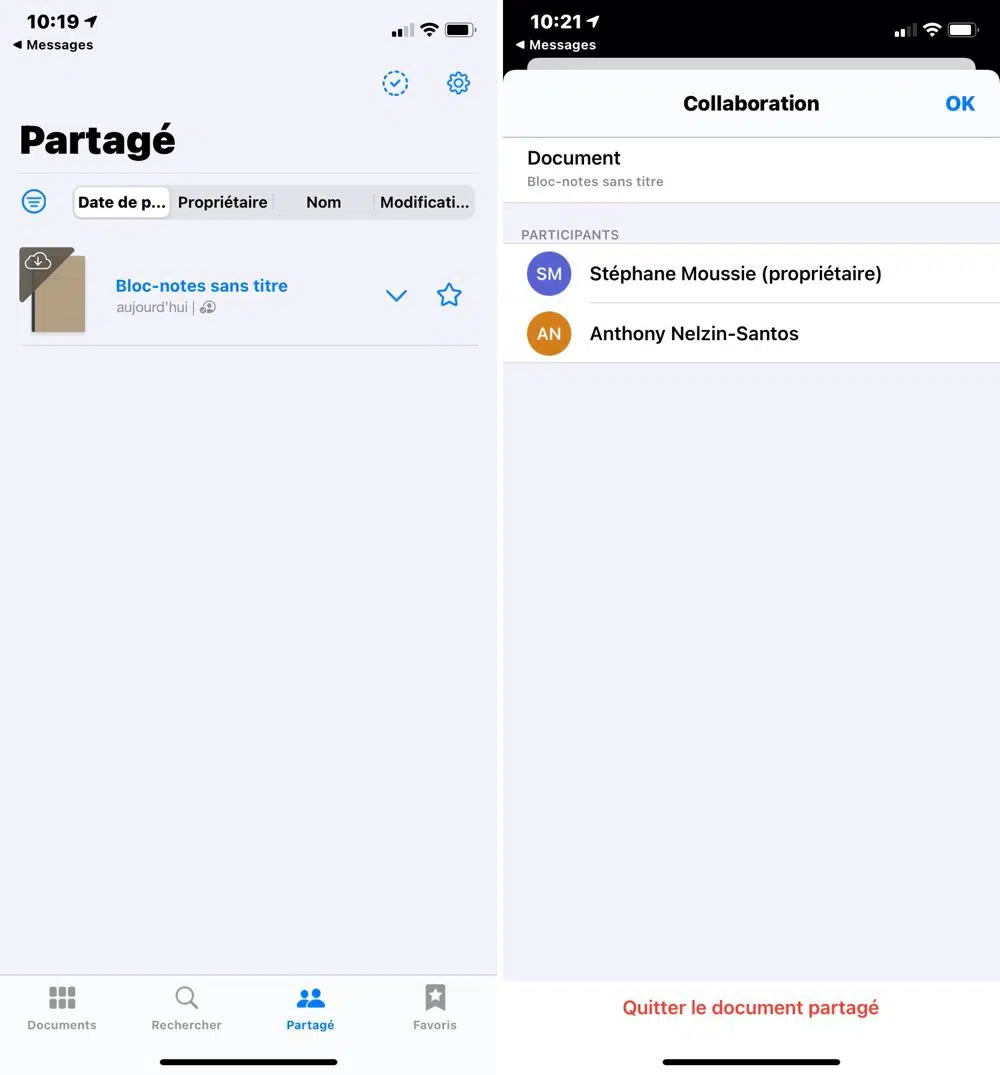 10:19
◀ Messages
Partagé
Date de p... Propriétaire Nom Modificati...
Bloc-notes sans titre
aujourd'hui |
Documents Rechercher Partagé Favoris
10:21
◀ Messages
Collaboration OK
Document
Bloc-notes sans titre
PARTICIPANTS
SM Stéphane Moussie (propriétaire)
AN Anthony Nelzin-Santos
Quitter le document partagé